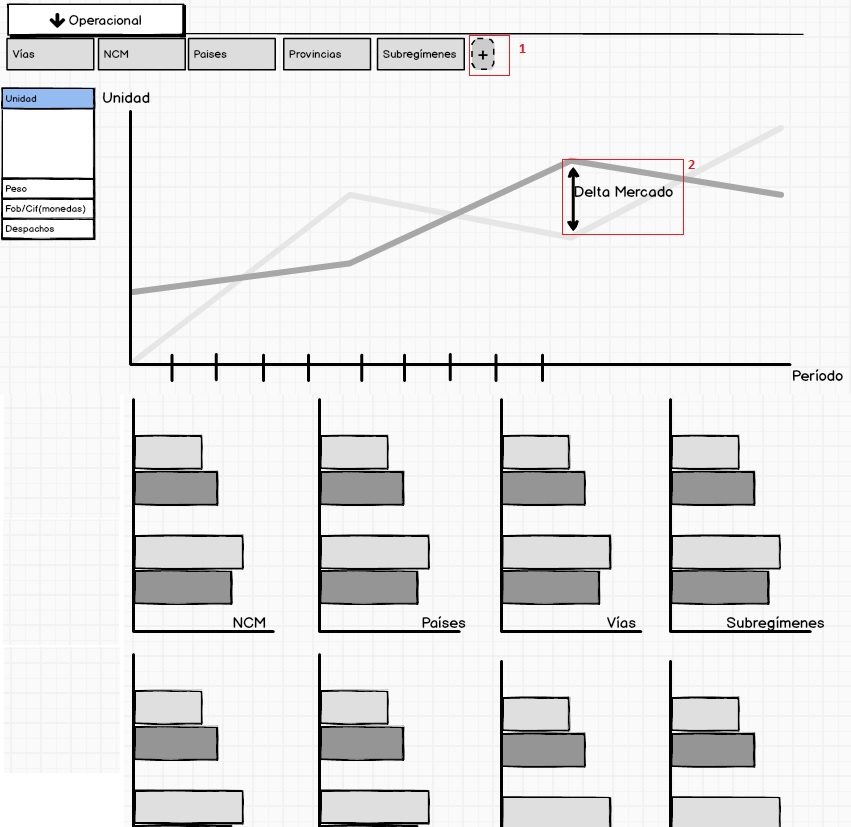 Operacional
Vías
NCM
Paises
Provincias
Subregímenes
+
1
Unidad
Unidad
Peso
Fob/Cif(monedas)
Despachos
2
Delta Mercado
Período
NCM
Países
Vías
Subregímenes